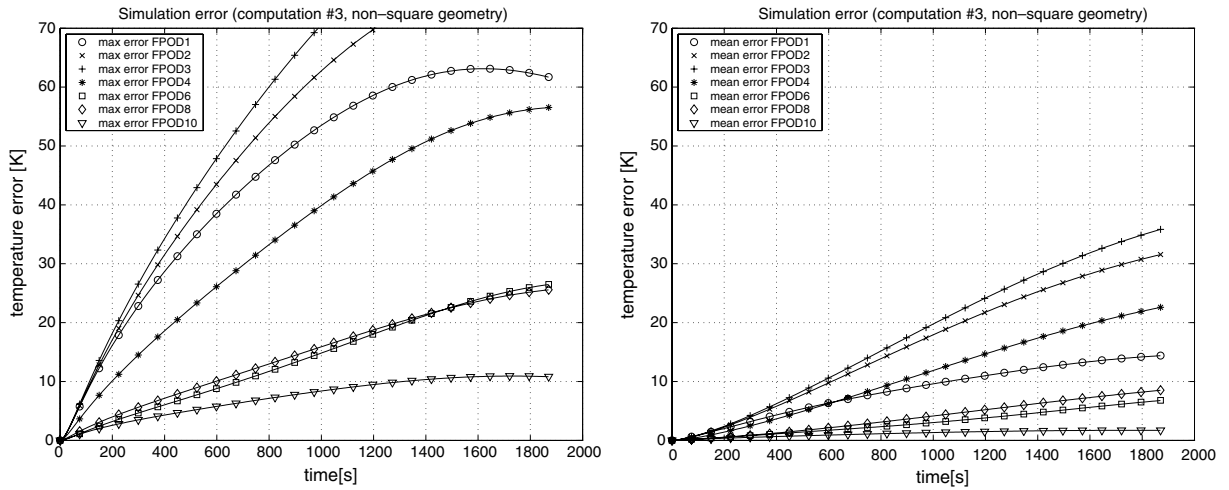 Simulation error (computation #3, non–square geometry)
70
60
50
40
30
20
10
0
temperature error [K]
max error FPOD1
max error FPOD2
max error FPOD3
max error FPOD4
max error FPOD6
max error FPOD8
max error FPOD10
0 200 400 600 800 1000 1200 1400 1600 1800 2000
time[s]
Simulation error (computation #3, non–square geometry)
70
60
50
40
30
20
10
0
temperature error [K]
mean error FPOD1
mean error FPOD2
mean error FPOD3
mean error FPOD4
mean error FPOD6
mean error FPOD8
mean error FPOD10
0 200 400 600 800 1000 1200 1400 1600 1800 2000
time[s]